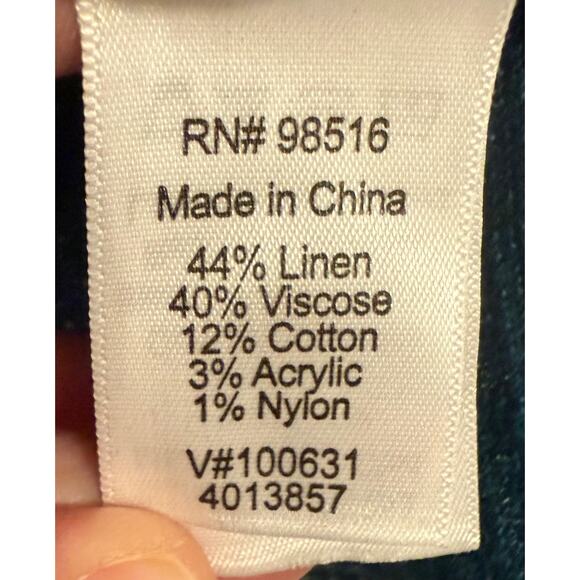 RN# 98516
Made in China
44% Linen
40% Viscose
12% Cotton
3% Acrylic
1% Nylon
V#100631
4013857